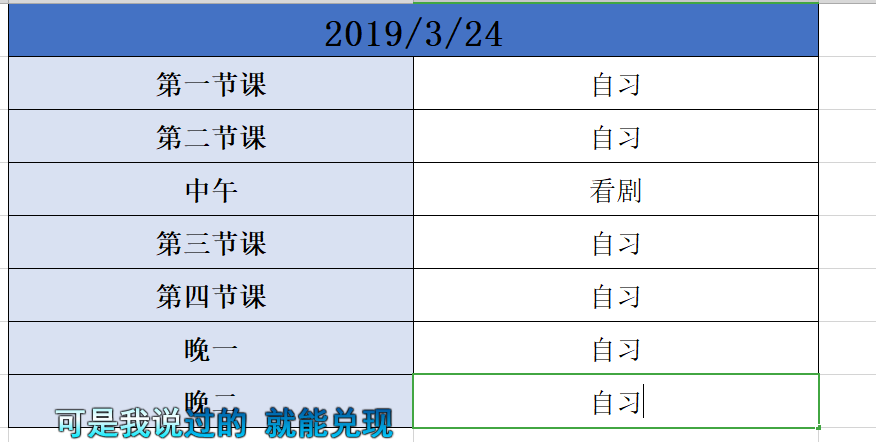 2019/3/24
第一节课 自习
第二节课 自习
中午 看剧
第三节课 自习
第四节课 自习
晚一 自习
晚二 自习
可是我说过的 就能兑现